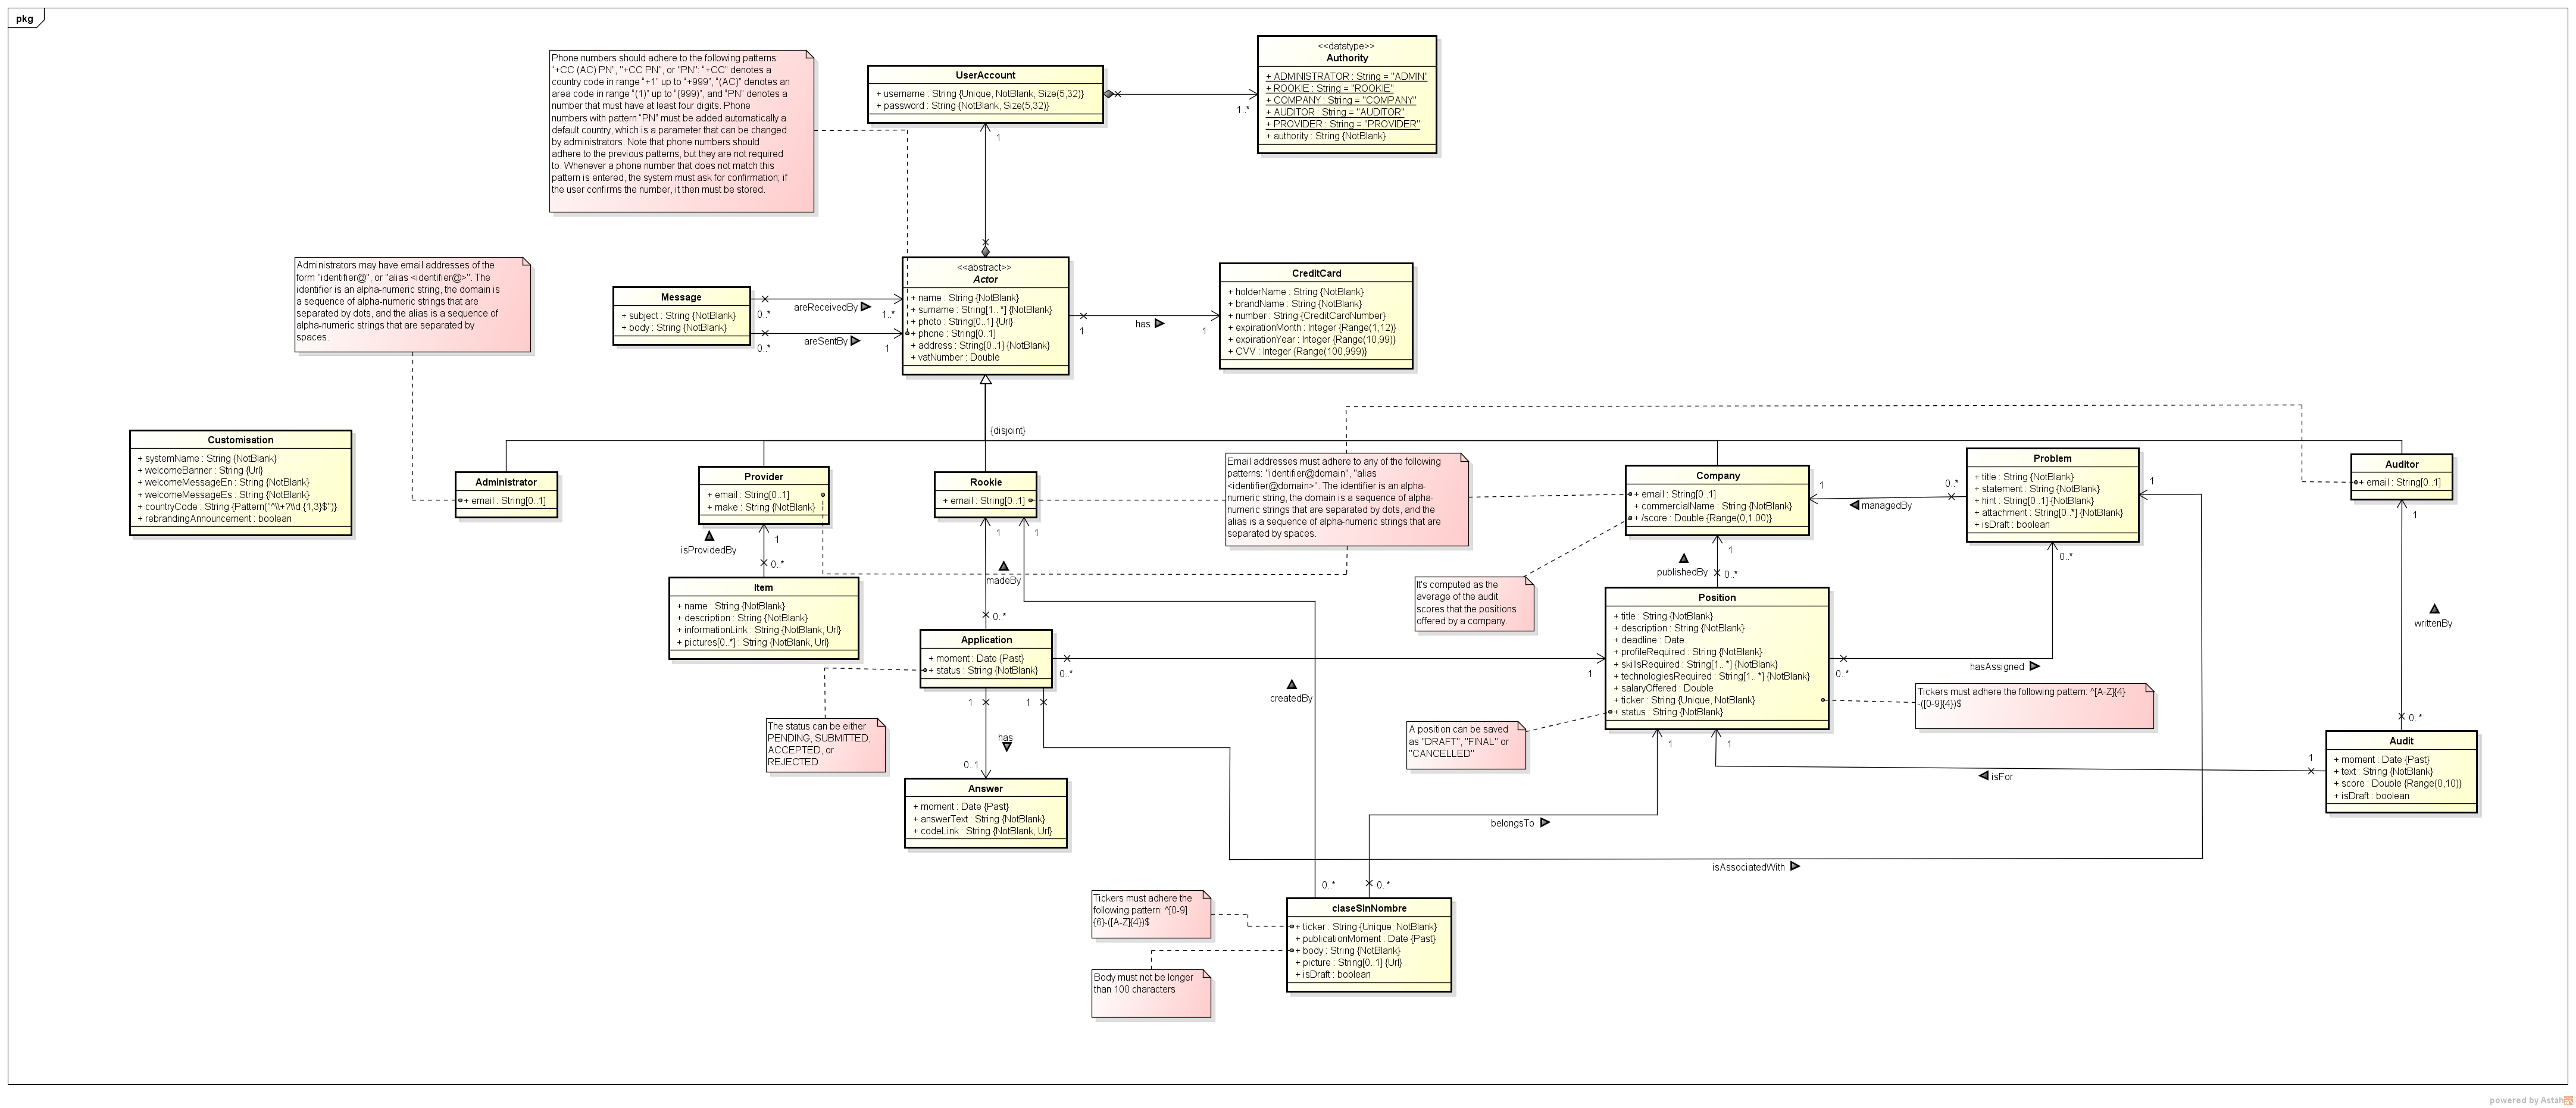 pkg
Phone numbers should adhere to the following patterns:
"+CC (AC) PN", "+CC PN", or "PN": "+CC" denotes a
country code in range "+1" up to "+999", "(AC)" denotes an
area code in range "(1)" up to "(999)", and "PN" denotes a
number that must have at least four digits. Phone
numbers with pattern "PN" must be added automatically a
default country, which is a parameter that can be changed
by administrators. Note that phone numbers should
adhere to the previous patterns, but they are not required
to. Whenever a phone number that does not match this
pattern is entered, the system must ask for confirmation; if
the user confirms the number, it then must be stored.
UserAccount
+ username : String {Unique, NotBlank, Size(5,32)}
+ password : String {NotBlank, Size(5,32)}
1..*
<<datatype>>
Authority
+ ADMINISTRATOR : String = "ADMIN"
+ ROOKIE : String = "ROOKIE"
+ COMPANY : String = "COMPANY"
+ AUDITOR : String = "AUDITOR"
+ PROVIDER : String = "PROVIDER"
+ authority : String {NotBlank}
1
Administrators may have email addresses of the
form "identifier@", or "alias <identifier@>". The
identifier is an alpha-numeric string, the domain is
a sequence of alpha-numeric strings that are
separated by dots, and the alias is a sequence of
alpha-numeric strings that are separated by
spaces.
Message
+ subject : String {NotBlank}
+ body : String {NotBlank}
0..*
areReceivedBy
1..*
0..*
areSentBy
1
<<abstract>>
Actor
+ name : String {NotBlank}
+ surname : String[1..*] {NotBlank}
+ photo : String[0..1] {Url}
+ phone : String[0..1]
+ address : String[0..1] {NotBlank}
+ vatNumber : Double
1
has
1
CreditCard
+ holderName : String {NotBlank}
+ brandName : String {NotBlank}
+ number : String {CreditCardNumber}
+ expirationMonth : Integer {Range(1,12)}
+ expirationYear : Integer {Range(10,99)}
+ CVV : Integer {Range(100,999)}
{disjoint}
Customisation
+ systemName : String {NotBlank}
+ welcomeBanner : String {Url}
+ welcomeMessageEn : String {NotBlank}
+ welcomeMessageEs : String {NotBlank}
+ countryCode : String {Pattern("^\\+?\\d {1,3}$")}
+ rebrandingAnnouncement : boolean
Administrator
+ email : String[0..1]
Provider
+ email : String[0..1]
+ make : String {NotBlank}
Rookie
+ email : String[0..1]
Email addresses must adhere to any of the following
patterns: "identifier@domain", "alias
<identifier@domain>". The identifier is an alpha-
numeric string, the domain is a sequence of alpha-
numeric strings that are separated by dots, and the
alias is a sequence of alpha-numeric strings that are
separated by spaces.
Company
+ email : String[0..1]
+ commercialName : String {NotBlank}
+ /score : Double {Range(0,1.00)}
1
managedBy
0..*
Problem
+ title : String {NotBlank}
+ statement : String {NotBlank}
+ hint : String[0..1] {NotBlank}
+ attachment : String[0..*] {NotBlank}
+ isDraft : boolean
1
Auditor
+ email : String[0..1]
1
isProvidedBy
1
0..*
1
1
madeBy
0..*
Item
+ name : String {NotBlank}
+ description : String {NotBlank}
+ informationLink : String {NotBlank, Url}
+ pictures[0..*] : String {NotBlank, Url}
It's computed as the
average of the audit
scores that the positions
offered by a company.
1
publishedBy
0..*
0..*
Position
+ title : String {NotBlank}
+ description : String {NotBlank}
+ deadline : Date
+ profileRequired : String {NotBlank}
+ skillsRequired : String[1..*] {NotBlank}
+ technologiesRequired : String[1..*] {NotBlank}
+ salaryOffered : Double
+ ticker : String {Unique, NotBlank}
+ status : String {NotBlank}
writtenBy
Application
+ moment : Date {Past}
+ status : String {NotBlank}
0..*
1
0..*
hasAssigned
createdBy
Tickers must adhere the following pattern: ^[A-Z]{4}
-([0-9]{4})$
The status can be either
PENDING, SUBMITTED,
ACCEPTED, or
REJECTED.
1
1
has
0..1
A position can be saved
as "DRAFT", "FINAL" or
"CANCELLED"
1
1
isFor
1
0..*
Audit
+ moment : Date {Past}
+ text : String {NotBlank}
+ score : Double {Range(0,10)}
+ isDraft : boolean
Answer
+ moment : Date {Past}
+ answerText : String {NotBlank}
+ codeLink : String {NotBlank, Url}
belongsTo
isAssociatedWith
0..*
0..*
Tickers must adhere the
following pattern: ^[0-9]
{6}-([A-Z]{4})$
Body must not be longer
than 100 characters
claseSinNombre
+ ticker : String {Unique, NotBlank}
+ publicationMoment : Date {Past}
+ body : String {NotBlank}
+ picture : String[0..1] {Url}
+ isDraft : boolean
powered by Astah